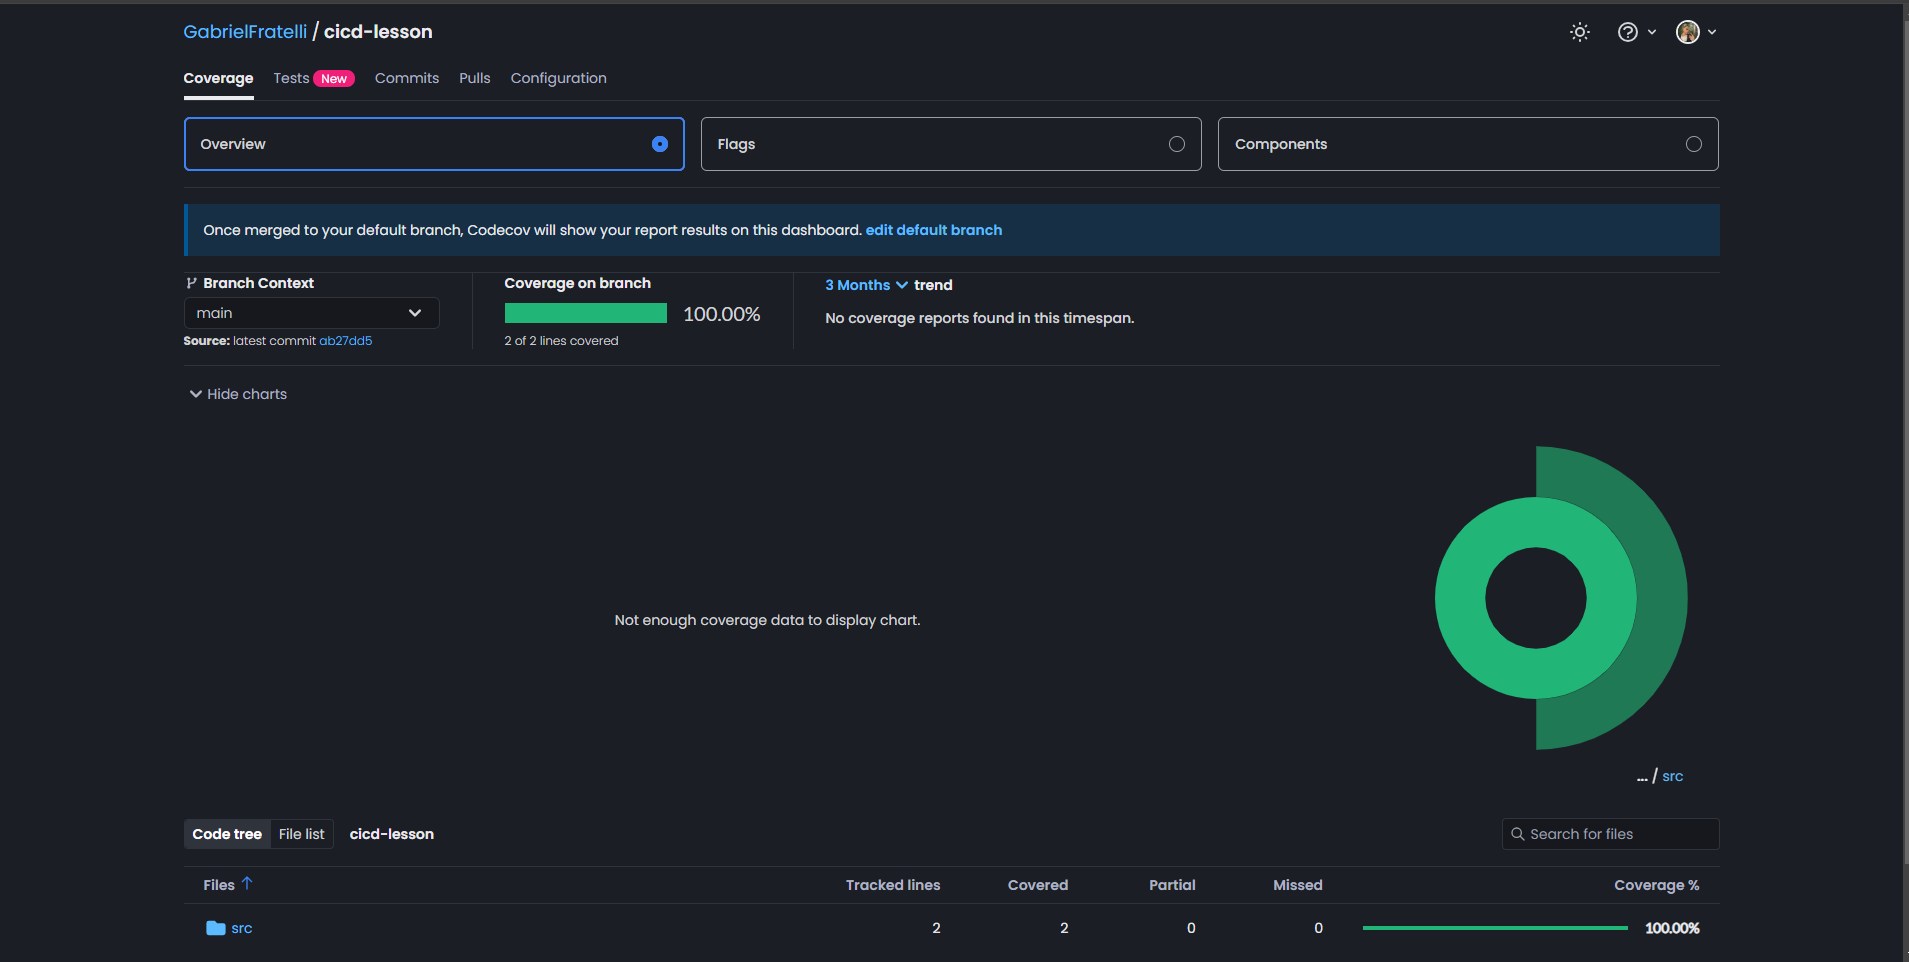 GabrielFratelli / cicd-lesson
Coverage Tests New Commits Pulls Configuration
Overview Flags Components
Once merged to your default branch, Codecov will show your report results on this dashboard. edit default branch
Branch Context
main
Source: latest commit ab27dd5
Coverage on branch
100.00%
2 of 2 lines covered
3 Months trend
No coverage reports found in this timespan.
Hide charts
Not enough coverage data to display chart.
... / src
Code tree File list cicd-lesson Search for files
Files Tracked lines Covered Partial Missed Coverage %
src 2 2 0 0 100.00%